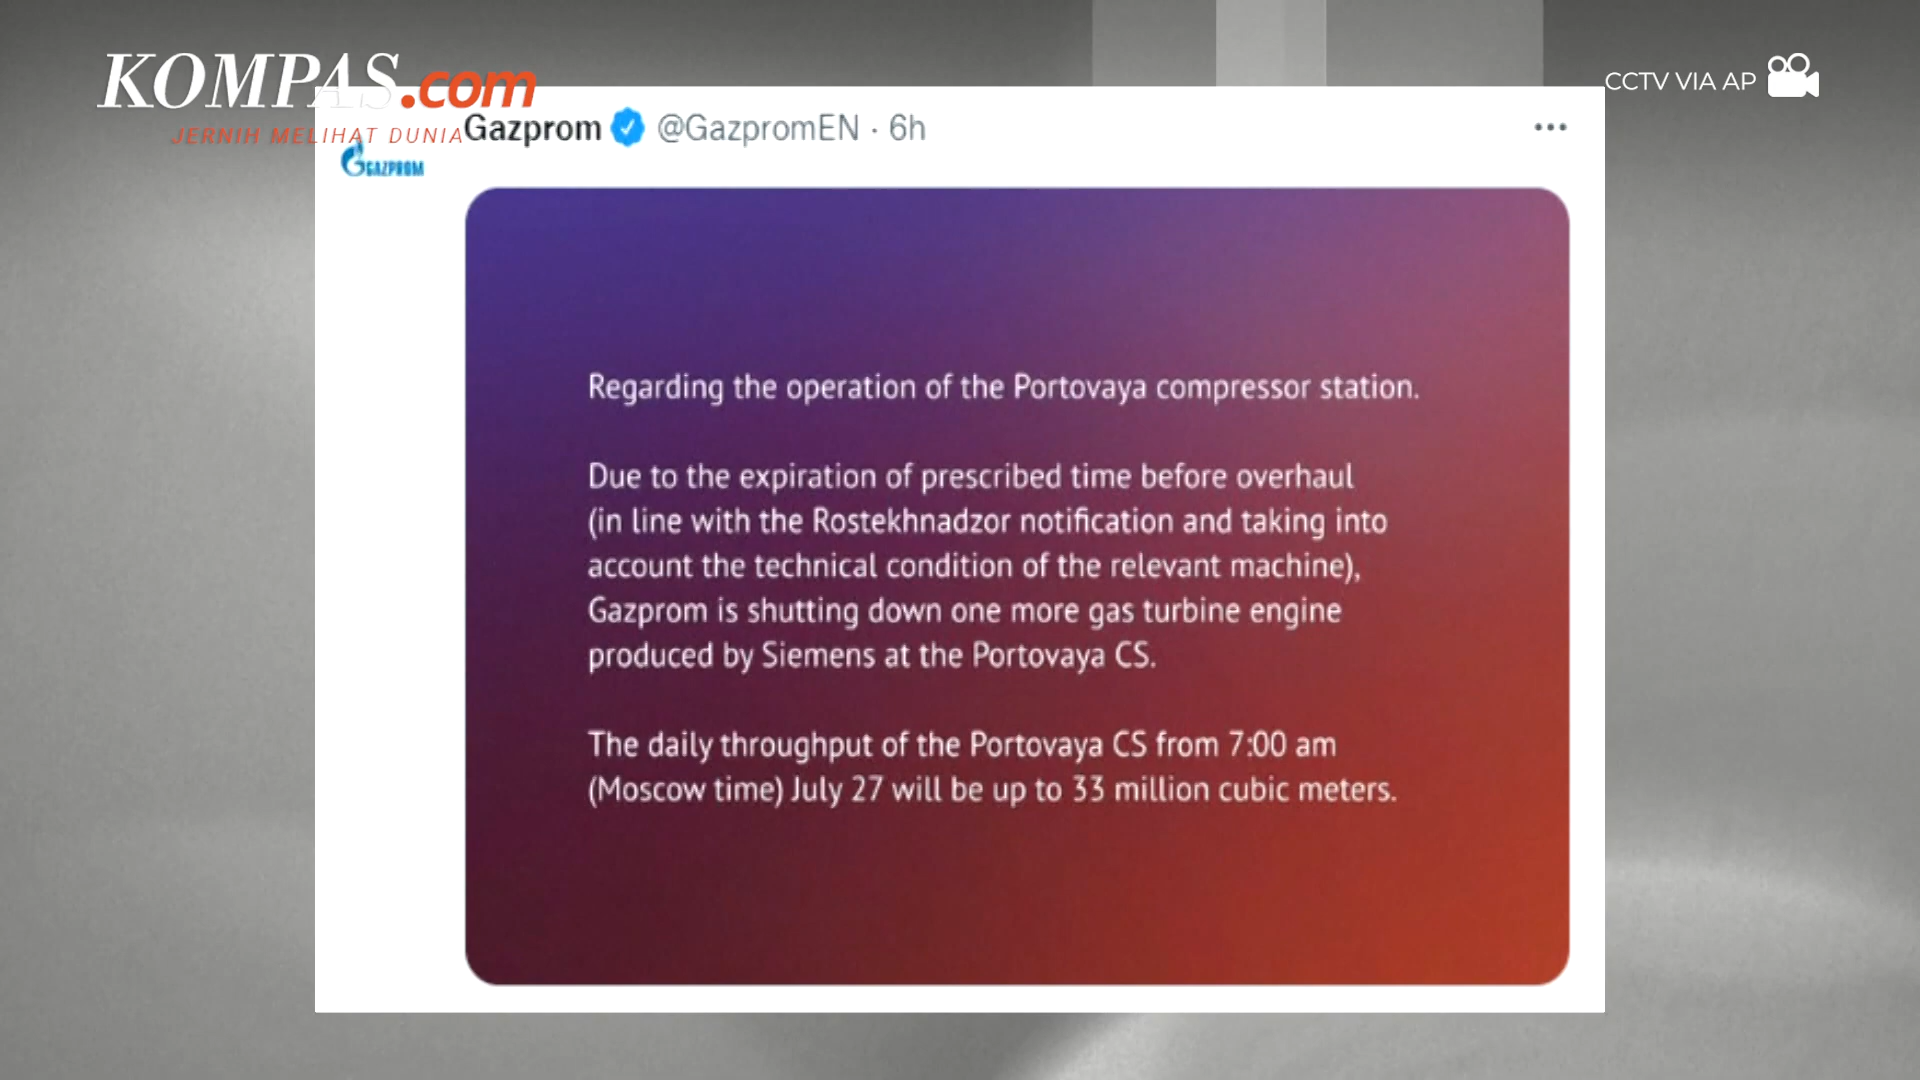 KOMPAS.com
JERNIH MELIHAT DUNIA
CCTV VIA AP
Gazprom @GazpromEN · 6h
GAZPROM
Regarding the operation of the Portovaya compressor station.
Due to the expiration of prescribed time before overhaul
(in line with the Rostekhnadzor notification and taking into
account the technical condition of the relevant machine),
Gazprom is shutting down one more gas turbine engine
produced by Siemens at the Portovaya CS.
The daily throughput of the Portovaya CS from 7:00 am
(Moscow time) July 27 will be up to 33 million cubic meters.